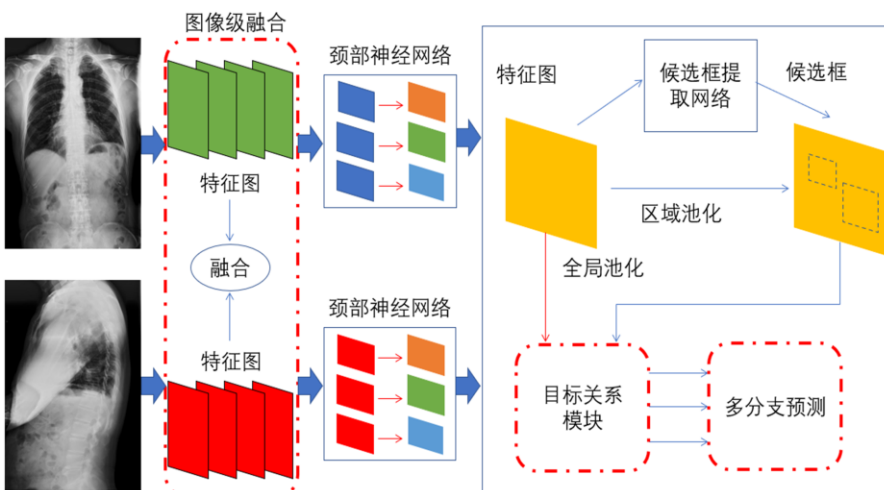 图像级融合
特征图
融合
特征图
颈部神经网络
颈部神经网络
特征图
候选框提
取网络
候选框
区域池化
全局池化
目标关系
模块
多分支预测